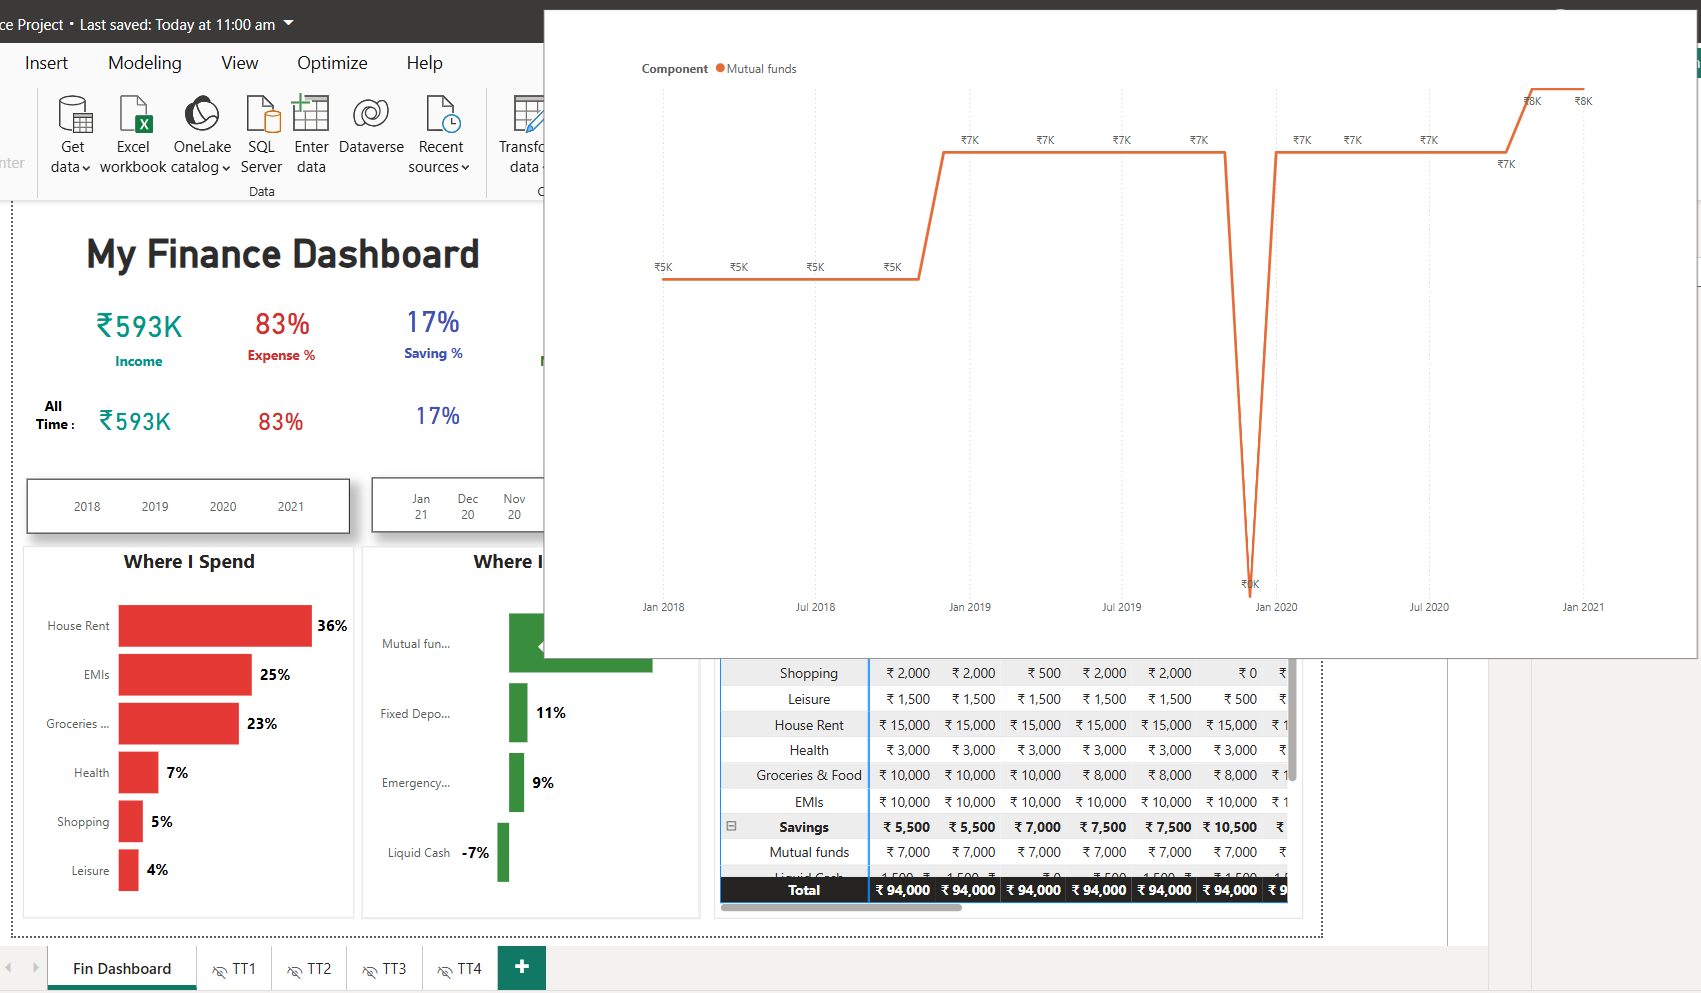 ce Project • Last saved: Today at 11:00 am
Insert Modeling View Optimize Help
Get data
Excel workbook
OneLake catalog
SQL Server
Enter data
Dataverse
Recent sources
Data
My Finance Dashboard
₹593K
Income
83%
Expense %
17%
Saving %
All Time :
₹593K
83%
17%
2018 2019 2020 2021
Jan 21
Dec 20
Nov 20
Where I Spend
House Rent 36%
EMIs 25%
Groceries ... 23%
Health 7%
Shopping 5%
Leisure 4%
Where I
Mutual fun...
Fixed Depo... 11%
Emergency... 9%
Liquid Cash -7%
Component Mutual funds
₹8K ₹8K
₹7K ₹7K ₹7K ₹7K ₹7K ₹7K ₹7K
₹7K
₹5K ₹5K ₹5K ₹5K
₹0K
Jan 2018 Jul 2018 Jan 2019 Jul 2019 Jan 2020 Jul 2020 Jan 2021
Shopping ₹ 2,000 ₹ 2,000 ₹ 500 ₹ 2,000 ₹ 2,000 ₹ 0 ₹
Leisure ₹ 1,500 ₹ 1,500 ₹ 1,500 ₹ 1,500 ₹ 1,500 ₹ 500 ₹
House Rent ₹ 15,000 ₹ 15,000 ₹ 15,000 ₹ 15,000 ₹ 15,000 ₹ 15,000 ₹
Health ₹ 3,000 ₹ 3,000 ₹ 3,000 ₹ 3,000 ₹ 3,000 ₹ 3,000 ₹
Groceries & Food ₹ 10,000 ₹ 10,000 ₹ 10,000 ₹ 8,000 ₹ 8,000 ₹ 8,000 ₹ 1
EMIs ₹ 10,000 ₹ 10,000 ₹ 10,000 ₹ 10,000 ₹ 10,000 ₹ 10,000 ₹ 1
Savings ₹ 5,500 ₹ 5,500 ₹ 7,000 ₹ 7,500 ₹ 7,500 ₹ 10,500 ₹
Mutual funds ₹ 7,000 ₹ 7,000 ₹ 7,000 ₹ 7,000 ₹ 7,000 ₹ 7,000 ₹
Total ₹ 94,000 ₹ 94,000 ₹ 94,000 ₹ 94,000 ₹ 94,000 ₹ 94,000 ₹ 9
Fin Dashboard TT1 TT2 TT3 TT4 +